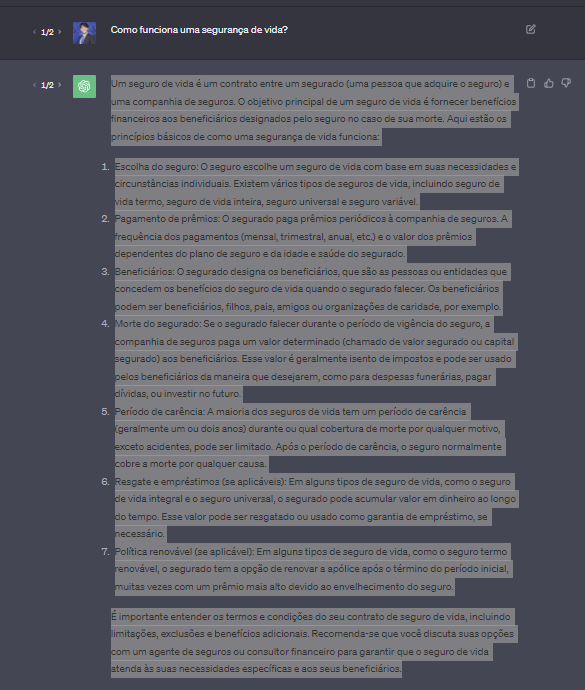 1/2
Como funciona uma segurança de vida?
1/2
Um seguro de vida é um contrato entre um segurado (uma pessoa que adquire o seguro) e
uma companhia de seguros. O objetivo principal de um seguro de vida é fornecer benefícios
financeiros aos beneficiários designados pelo seguro no caso de sua morte. Aqui estão os
princípios básicos de como uma segurança de vida funciona:
1. Escolha do seguro: O seguro escolhe um seguro de vida com base em suas necessidades e
circunstâncias individuais. Existem vários tipos de seguros de vida, incluindo seguro de
vida termo, seguro de vida inteira, seguro universal e seguro variável.
2. Pagamento de prêmios: O segurado paga prêmios periódicos à companhia de seguros. A
frequência dos pagamentos (mensal, trimestral, anual, etc.) e o valor dos prêmios
dependentes do plano de seguro e da idade e saúde do segurado.
3. Beneficiários: O segurado designa os beneficiários, que são as pessoas ou entidades que
concedem os benefícios do seguro de vida quando o segurado falecer. Os beneficiários
podem ser beneficiários, filhos, pais, amigos ou organizações de caridade, por exemplo.
4. Morte do segurado: Se o segurado falecer durante o período de vigência do seguro, a
companhia de seguros paga um valor determinado (chamado de valor segurado ou capital
segurado) aos beneficiários. Esse valor é geralmente isento de impostos e pode ser usado
pelos beneficiários da maneira que desejarem, como para despesas funerárias, pagar
dívidas, ou investir no futuro.
5. Período de carência: A maioria dos seguros de vida tem um período de carência
(geralmente um ou dois anos) durante ou qual cobertura de morte por qualquer motivo,
exceto acidentes, pode ser limitado. Após o período de carência, o seguro normalmente
cobre a morte por qualquer causa.
6. Resgate e empréstimos (se aplicáveis): Em alguns tipos de seguro de vida, como o seguro
de vida integral e o seguro universal, o segurado pode acumular valor em dinheiro ao longo
do tempo. Esse valor pode ser resgatado ou usado como garantia de empréstimo, se
necessário.
7. Política renovável (se aplicável): Em alguns tipos de seguro de vida, como o seguro termo
renovável, o segurado tem a opção de renovar a apólice após o término do período inicial,
muitas vezes com um prêmio mais alto devido ao envelhecimento do seguro.
É importante entender os termos e condições do seu contrato de seguro de vida, incluindo
limitações, exclusões e benefícios adicionais. Recomenda-se que você discuta suas opções
com um agente de seguros ou consultor financeiro para garantir que o seguro de vida
atenda às suas necessidades específicas e aos seus beneficiários.